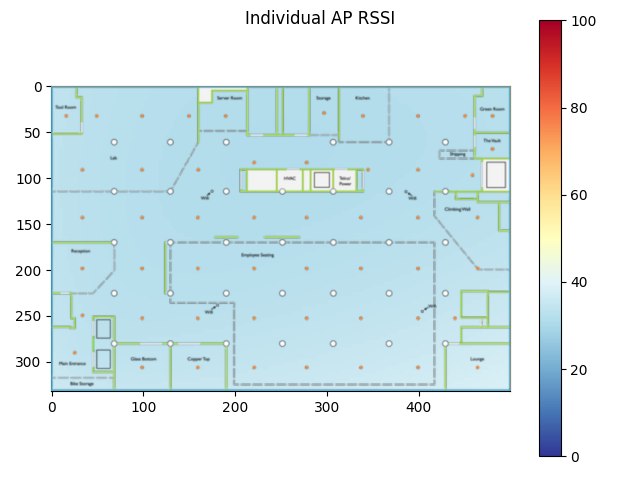 Individual AP RSSI
0
50
100
150
200
250
300
0 100 200 300 400
100
80
60
40
20
0
Tool Room
Server Room
Storage
Kitchen
Green Room
The Vault
Shipping
Lab
HVAC
Telco/
Power
Climbing Wall
Reception
Employee Seating
Main Entrance
Glass Bottom
Copper Top
Lounge
Bike Storage